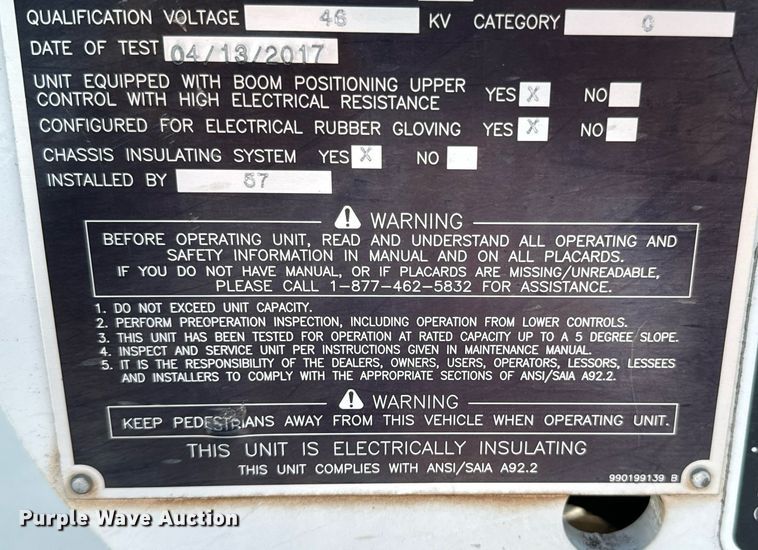 QUALIFICATION VOLTAGE 46 KV CATEGORY C
DATE OF TEST 04/13/2017
UNIT EQUIPPED WITH BOOM POSITIONING UPPER
CONTROL WITH HIGH ELECTRICAL RESISTANCE YES X NO
CONFIGURED FOR ELECTRICAL RUBBER GLOVING YES X NO
CHASSIS INSULATING SYSTEM YES X NO
INSTALLED BY 57
WARNING
BEFORE OPERATING UNIT, READ AND UNDERSTAND ALL OPERATING AND
SAFETY INFORMATION IN MANUAL AND ON ALL PLACARDS.
IF YOU DO NOT HAVE MANUAL, OR IF PLACARDS ARE MISSING/UNREADABLE,
PLEASE CALL 1-877-462-5832 FOR ASSISTANCE.
1. DO NOT EXCEED UNIT CAPACITY.
2. PERFORM PREOPERATION INSPECTION, INCLUDING OPERATION FROM LOWER CONTROLS.
3. THIS UNIT HAS BEEN TESTED FOR OPERATION AT RATED CAPACITY UP TO A 5 DEGREE SLOPE.
4. INSPECT AND SERVICE UNIT PER INSTRUCTIONS GIVEN IN MAINTENANCE MANUAL.
5. IT IS THE RESPONSIBILITY OF THE DEALERS, OWNERS, USERS, OPERATORS, LESSORS, LESSEES
AND INSTALLERS TO COMPLY WITH THE APPROPRIATE SECTIONS OF ANSI/SAIA A92.2.
WARNING
KEEP PEDESTRIANS AWAY FROM THIS VEHICLE WHEN OPERATING UNIT.
THIS UNIT IS ELECTRICALLY INSULATING
THIS UNIT COMPLIES WITH ANSI/SAIA A92.2
990199139 B
Purple Wave Auction